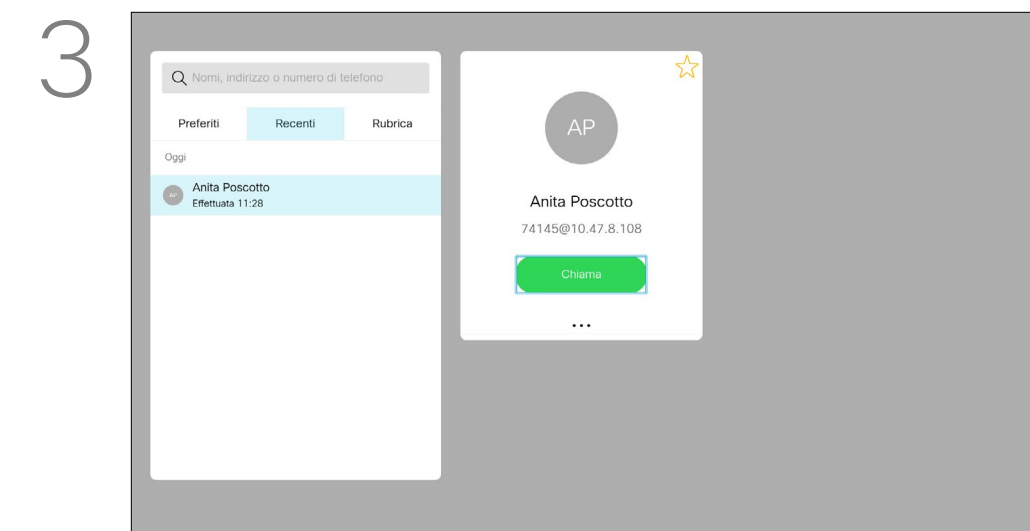 3
Nomi, indirizzo o numero di telefono
Preferiti Recenti Rubrica
Oggi
AP
Anita Poscotto
Effettuata 11:28
AP
Anita Poscotto
74145@10.47.8.108
Chiama
...